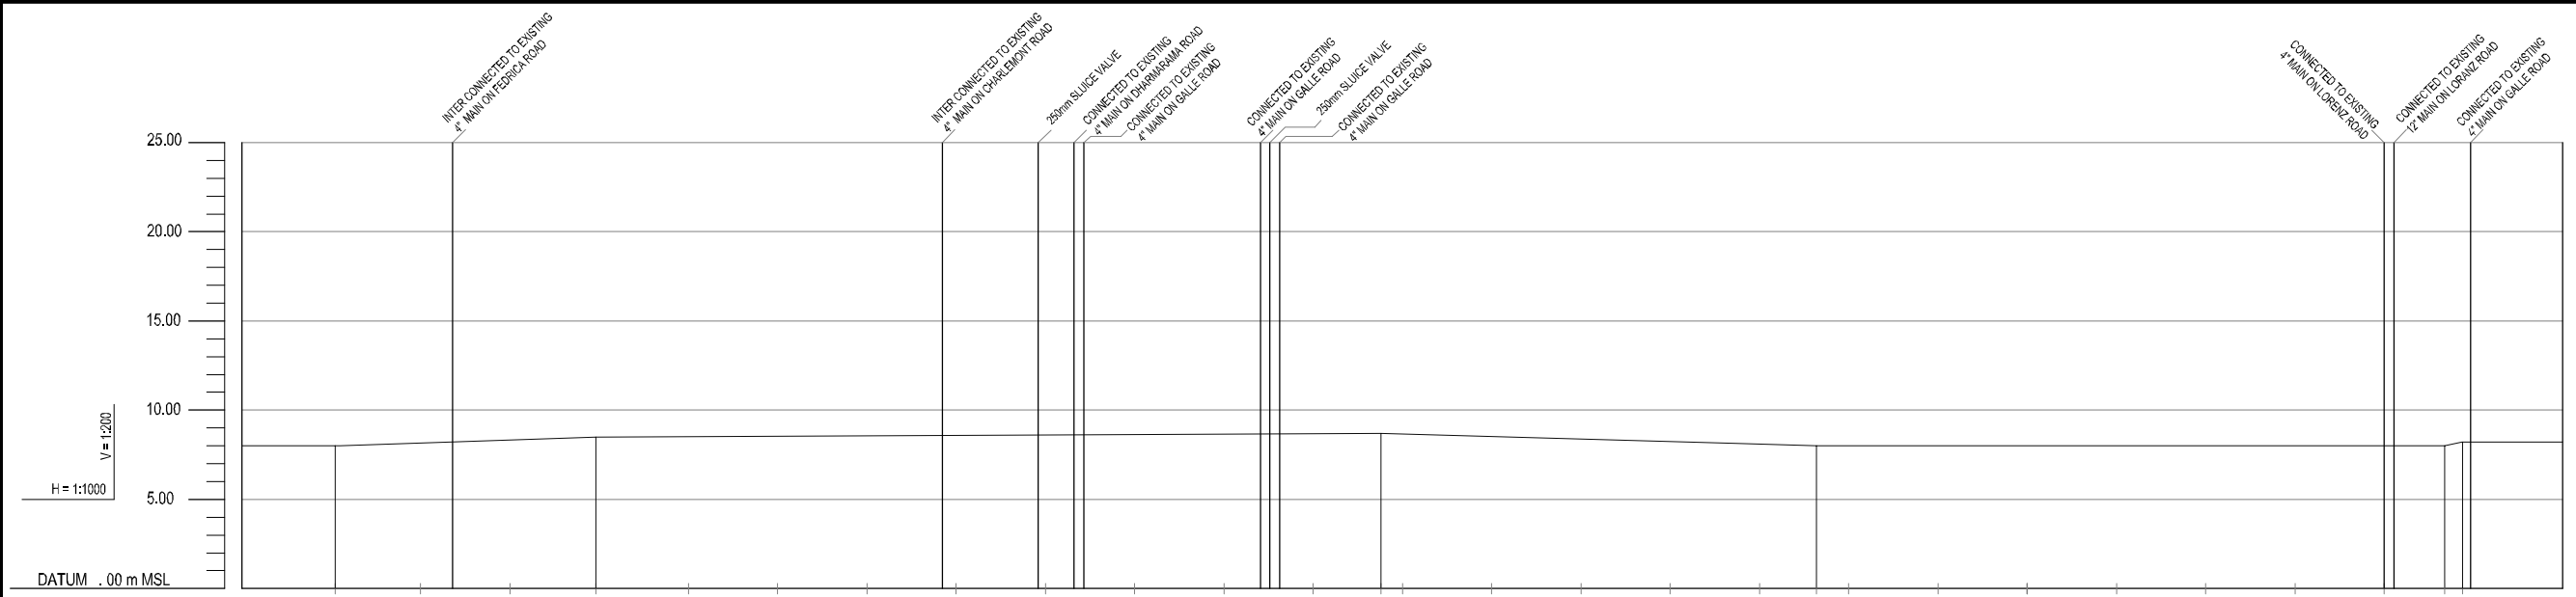 INTER CONNECTED TO EXISTING
4" MAIN ON FEDRICA ROAD
INTER CONNECTED TO EXISTING
4" MAIN ON CHARLEMONT ROAD
250mm SLUICE VALVE
CONNECTED TO EXISTING
4" MAIN ON DHARMARAMA ROAD
CONNECTED TO EXISTING
4" MAIN ON GALLE ROAD
CONNECTED TO EXISTING
4" MAIN ON GALLE ROAD
250mm SLUICE VALVE
CONNECTED TO EXISTING
4" MAIN ON GALLE ROAD
CONNECTED TO EXISTING
4" MAIN ON LORENZ ROAD
CONNECTED TO EXISTING
12" MAIN ON LORANZ ROAD
CONNECTED TO EXISTING
4" MAIN ON GALLE ROAD
25.00
20.00
15.00
10.00
V = 1:200
H = 1:1000
5.00
DATUM . 00 m MSL